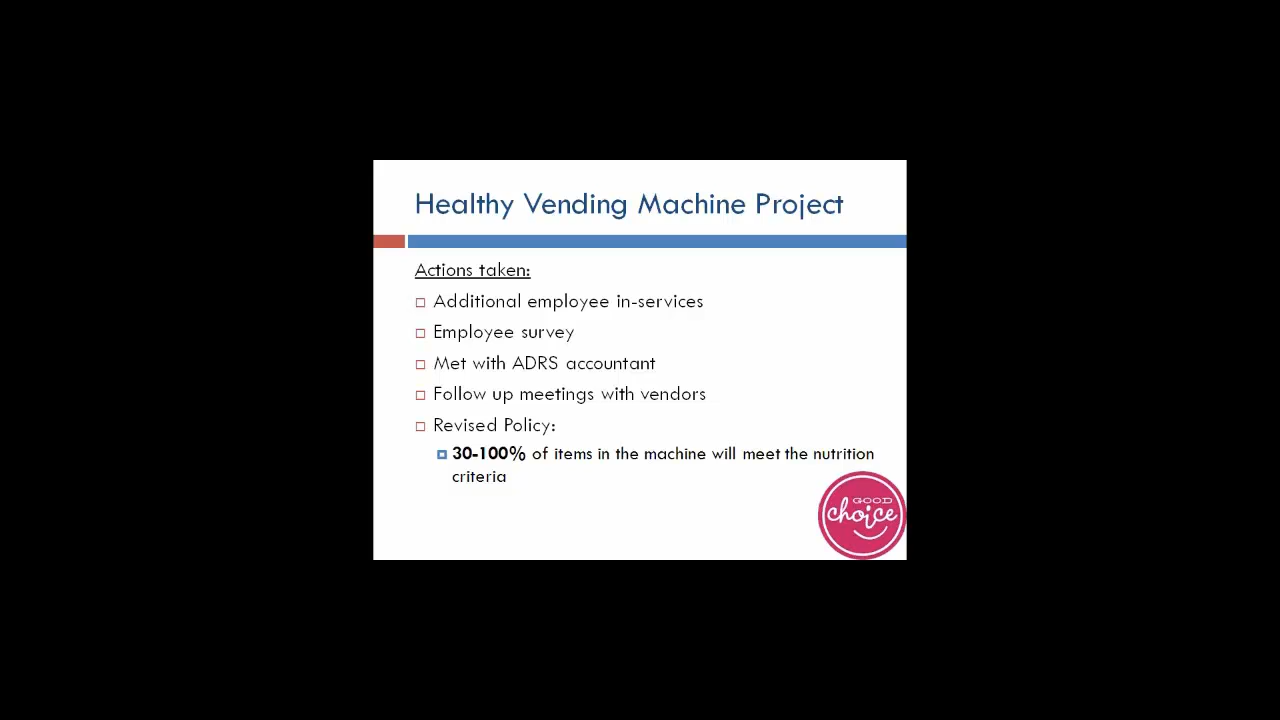 Healthy Vending Machine Project
Actions taken:
Additional employee in-services
Employee survey
Met with ADRS accountant
Follow up meetings with vendors
Revised Policy:
30-100% of items in the machine will meet the nutrition
criteria
GOOD
choice